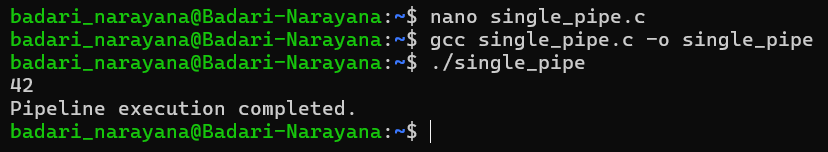 badari_narayana@Badari-Narayana:~$ nano single_pipe.c
badari_narayana@Badari-Narayana:~$ gcc single_pipe.c -o single_pipe
badari_narayana@Badari-Narayana:~$ ./single_pipe
42
Pipeline execution completed.
badari_narayana@Badari-Narayana:~$